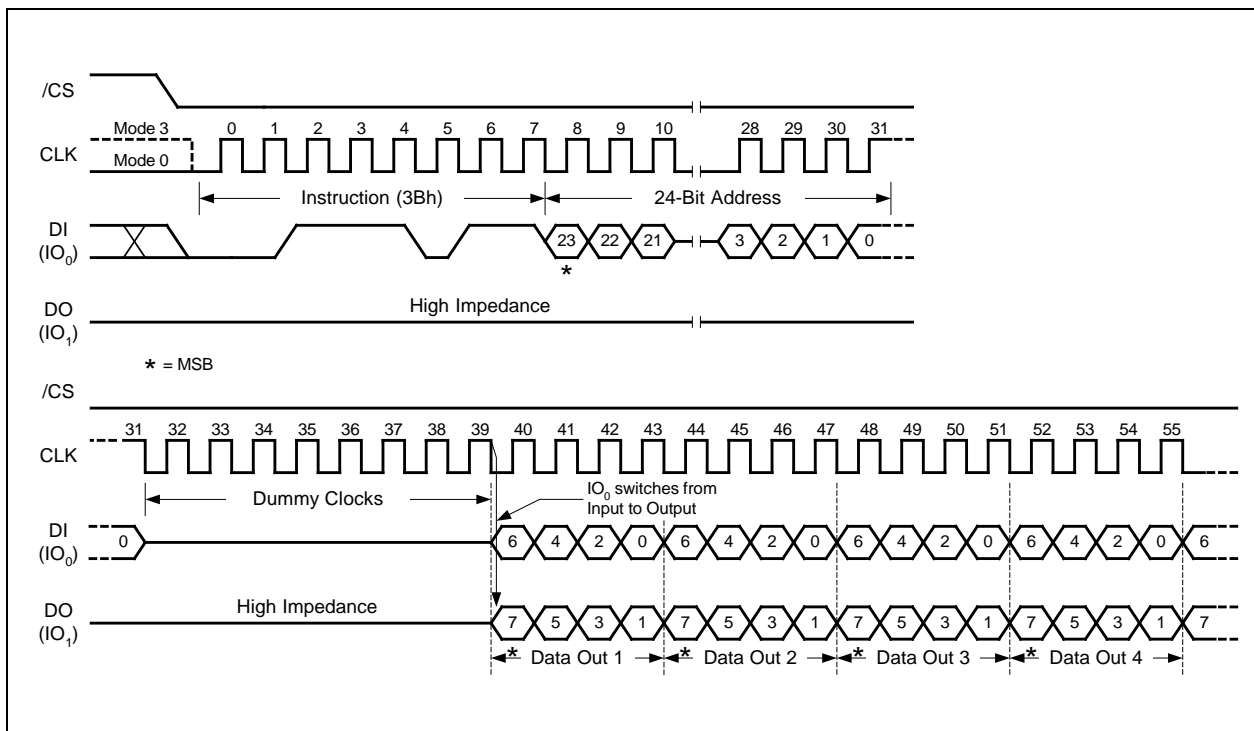 /CS
Mode 3 0 1 2 3 4 5 6 7 8 9 10 28 29 30 31
CLK
Mode 0
Instruction (3Bh) 24-Bit Address
DI
(IO0) 23 22 21 3 2 1 0
*
High Impedance
DO
(IO1)
* = MSB
/CS
31 32 33 34 35 36 37 38 39 40 41 42 43 44 45 46 47 48 49 50 51 52 53 54 55
CLK
Dummy Clocks
IO0 switches from
Input to Output
DI
(IO0) 0 6 4 2 0 6 4 2 0 6 4 2 0 6 4 2 0 6
High Impedance
DO
(IO1) 7 5 3 1 7 5 3 1 7 5 3 1 7 5 3 1 7
* Data Out 1 * Data Out 2 * Data Out 3 * Data Out 4